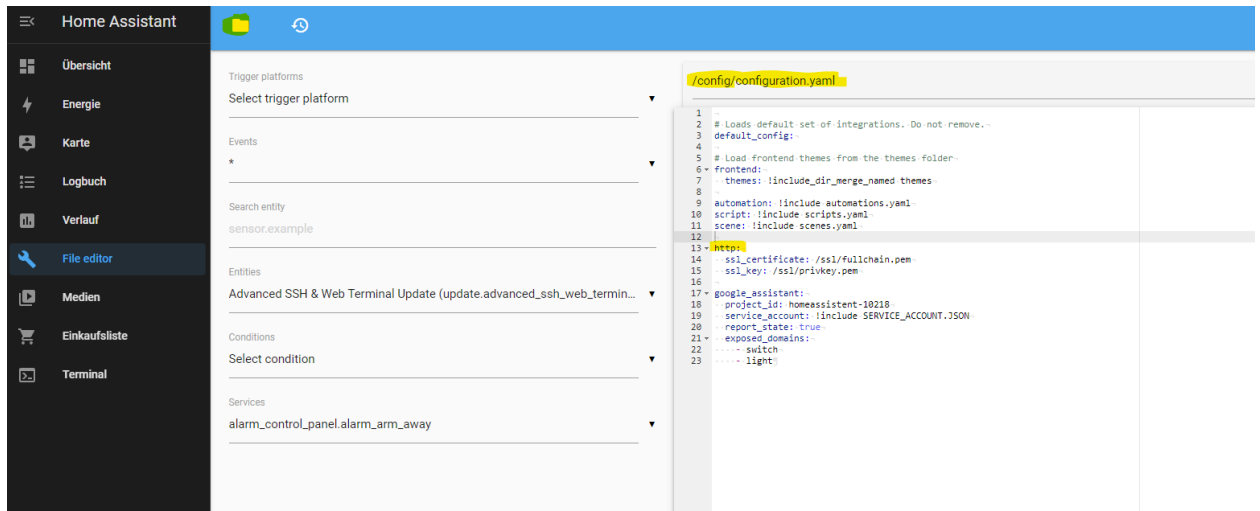 Home Assistant
Übersicht
Energie
Karte
Logbuch
Verlauf
File editor
Medien
Einkaufsliste
Terminal
Trigger platforms
Select trigger platform
Events
*
Search entity
sensor.example
Entities
Advanced SSH & Web Terminal Update (update.advanced_ssh_web_termin...
Conditions
Select condition
Services
alarm_control_panel.alarm_arm_away
/config/configuration.yaml
1
2 # Loads default set of integrations. Do not remove.
3 default_config:
4
5 # Load frontend themes from the themes folder
6 frontend:
7   themes: !include_dir_merge_named themes
8
9 automation: !include automations.yaml
10 script: !include scripts.yaml
11 scene: !include scenes.yaml
12
13 http:
14   ssl_certificate: /ssl/fullchain.pem
15   ssl_key: /ssl/privkey.pem
16
17 google_assistant:
18   project_id: homeassistent-10218
19   service_account: !include SERVICE_ACCOUNT.JSON
20   report_state: true
21   exposed_domains:
22     - switch
23     - light